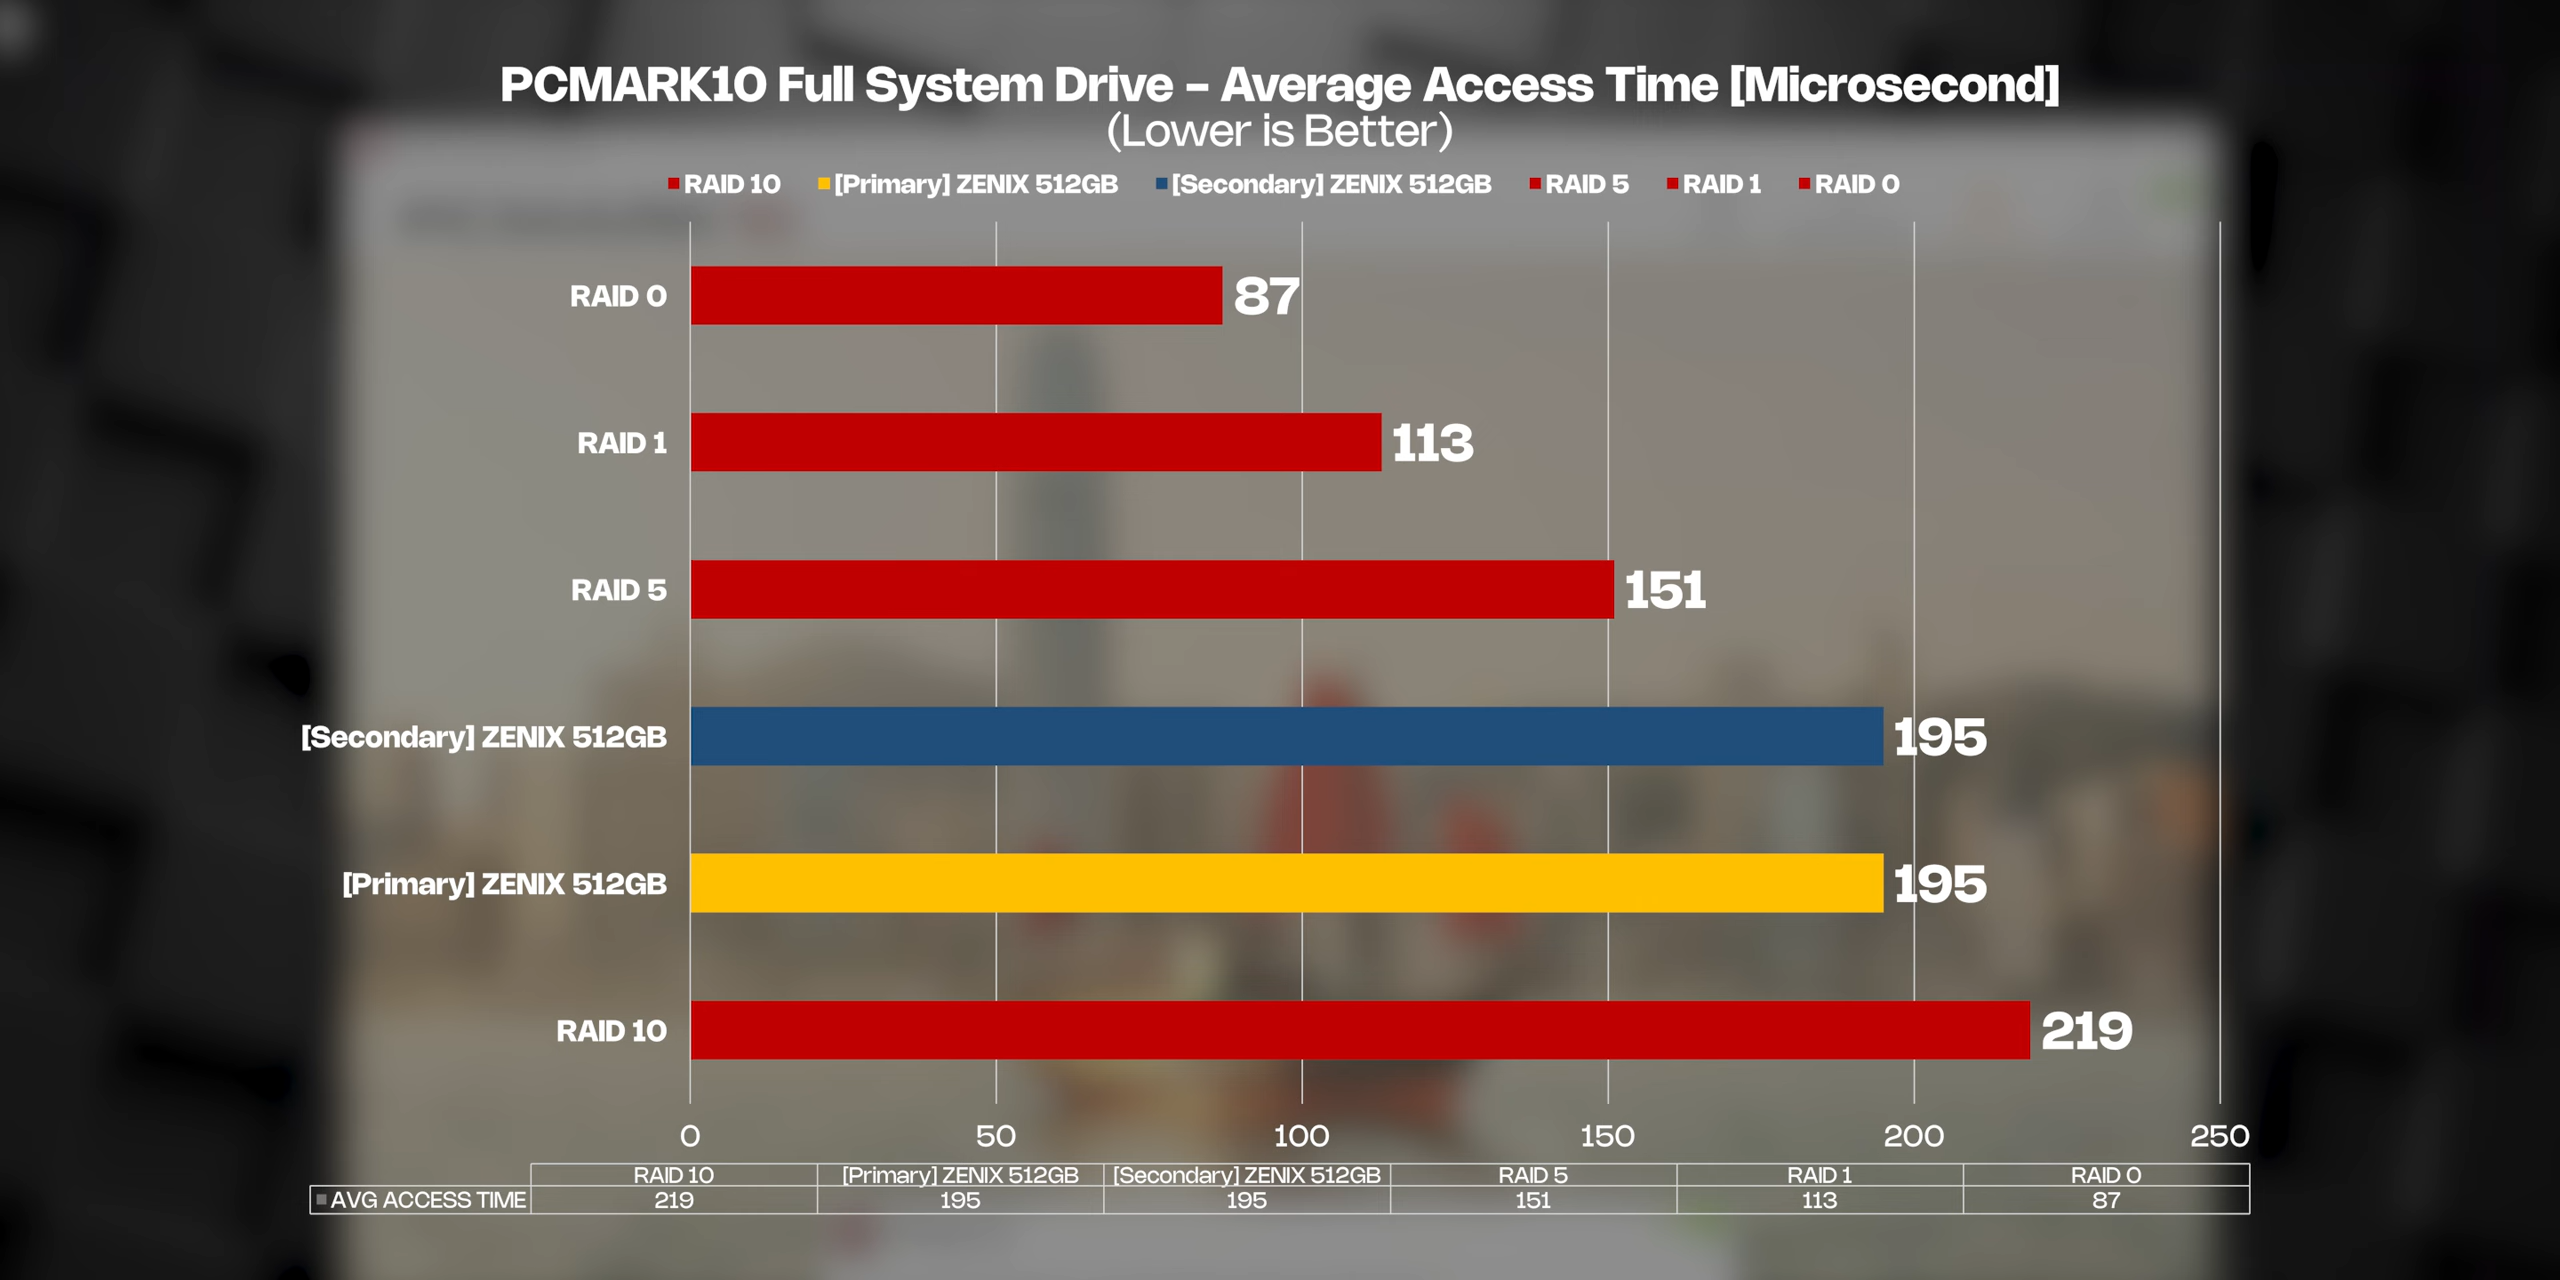 PCMARK10 Full System Drive – Average Access Time [Microsecond]
(Lower is Better)
RAID 10 [Primary] ZENIX 512GB [Secondary] ZENIX 512GB RAID 5 RAID 1 RAID 0
RAID 0 87
RAID 1 113
RAID 5 151
[Secondary] ZENIX 512GB 195
[Primary] ZENIX 512GB 195
RAID 10 219
0 50 100 150 200 250
RAID 10 [Primary] ZENIX 512GB [Secondary] ZENIX 512GB RAID 5 RAID 1 RAID 0
AVG ACCESS TIME 219 195 195 151 113 87